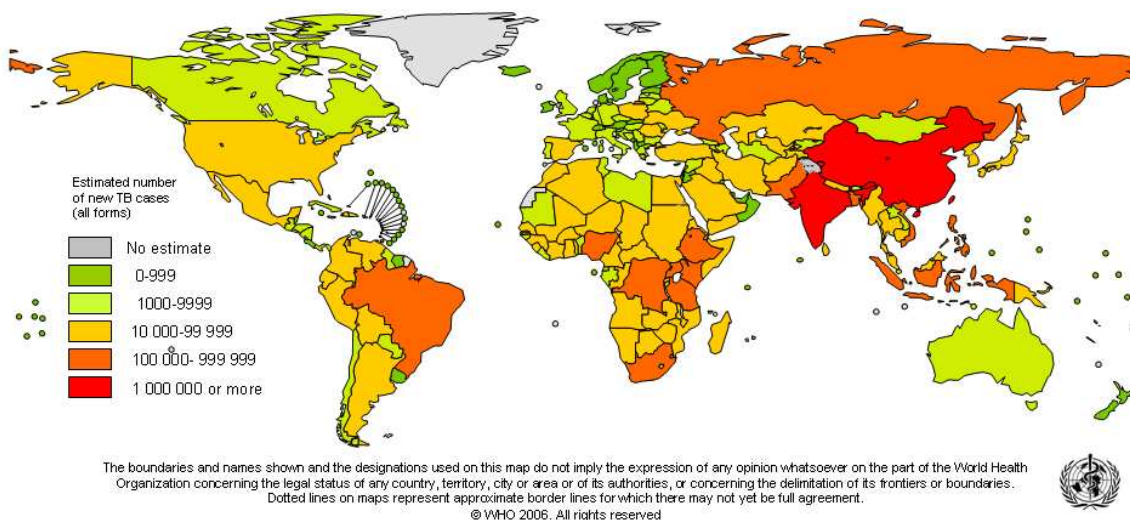 Estimated number
of new TB cases
(all forms)
No estimate
0-999
1000-9999
10 000-99 999
100 000- 999 999
1 000 000 or more
The boundaries and names shown and the designations used on this map do not imply the expression of any opinion whatsoever on the part of the World Health
Organization concerning the legal status of any country, territory, city or area or of its authorities, or concerning the delimitation of its frontiers or boundaries.
Dotted lines on maps represent approximate border lines for which there may not yet be full agreement.
© WHO 2006. All rights reserved